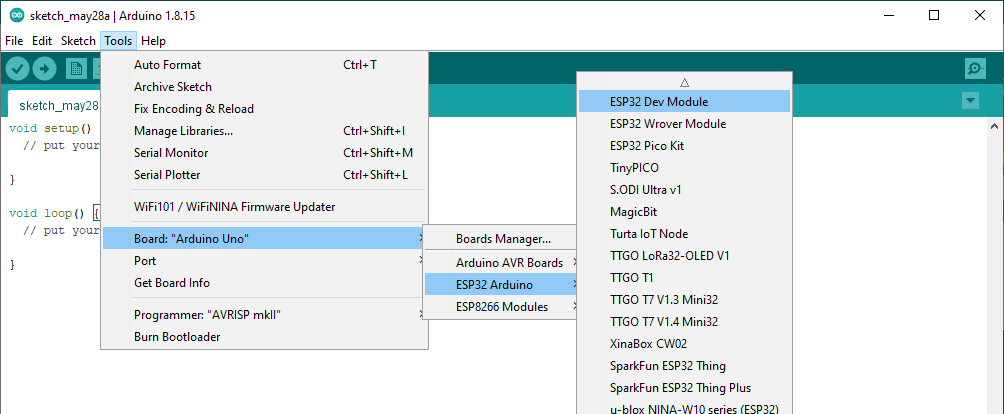 sketch_may28a | Arduino 1.8.15
File Edit Sketch Tools Help
sketch_may28
void setup()
// put your
}
void loop() {
// put your
}
Auto Format Ctrl+T
Archive Sketch
Fix Encoding & Reload
Manage Libraries... Ctrl+Shift+I
Serial Monitor Ctrl+Shift+M
Serial Plotter Ctrl+Shift+L
WiFi101 / WiFiNINA Firmware Updater
Board: "Arduino Uno"
Port
Get Board Info
Programmer: "AVRISP mkII"
Burn Bootloader
Boards Manager...
Arduino AVR Boards
ESP32 Arduino
ESP8266 Modules
ESP32 Dev Module
ESP32 Wrover Module
ESP32 Pico Kit
TinyPICO
S.ODI Ultra v1
MagicBit
Turta IoT Node
TTGO LoRa32-OLED V1
TTGO T1
TTGO T7 V1.3 Mini32
TTGO T7 V1.4 Mini32
XinaBox CW02
SparkFun ESP32 Thing
SparkFun ESP32 Thing Plus
u-blox NINA-W10 series (ESP32)